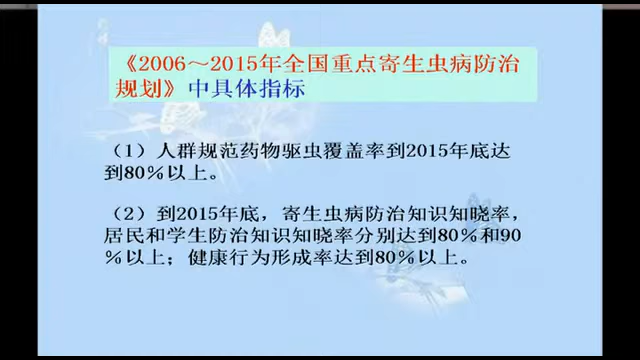 《2006～2015年全国重点寄生虫病防治
规划》中具体指标
（1）人群规范药物驱虫覆盖率到2015年底达
到80％以上。
（2）到2015年底，寄生虫病防治知识知晓率，
居民和学生防治知识知晓率分别达到80％和90
％以上；健康行为形成率达到80％以上。